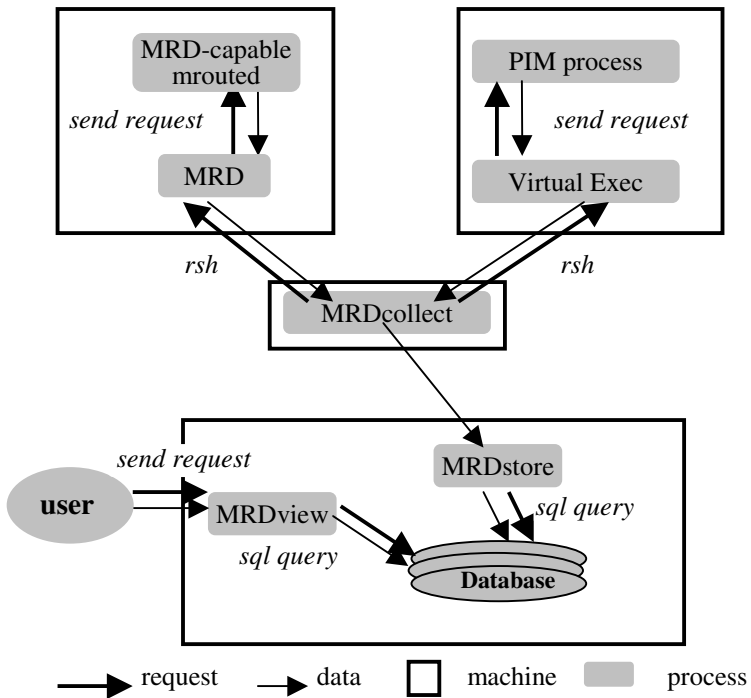 MRD-capable
mrouted
send request
MRD
PIM process
send request
Virtual Exec
rsh
rsh
MRDcollect
send request
user
MRDview
sql query
MRDstore
sql query
Database
request
data
machine
process